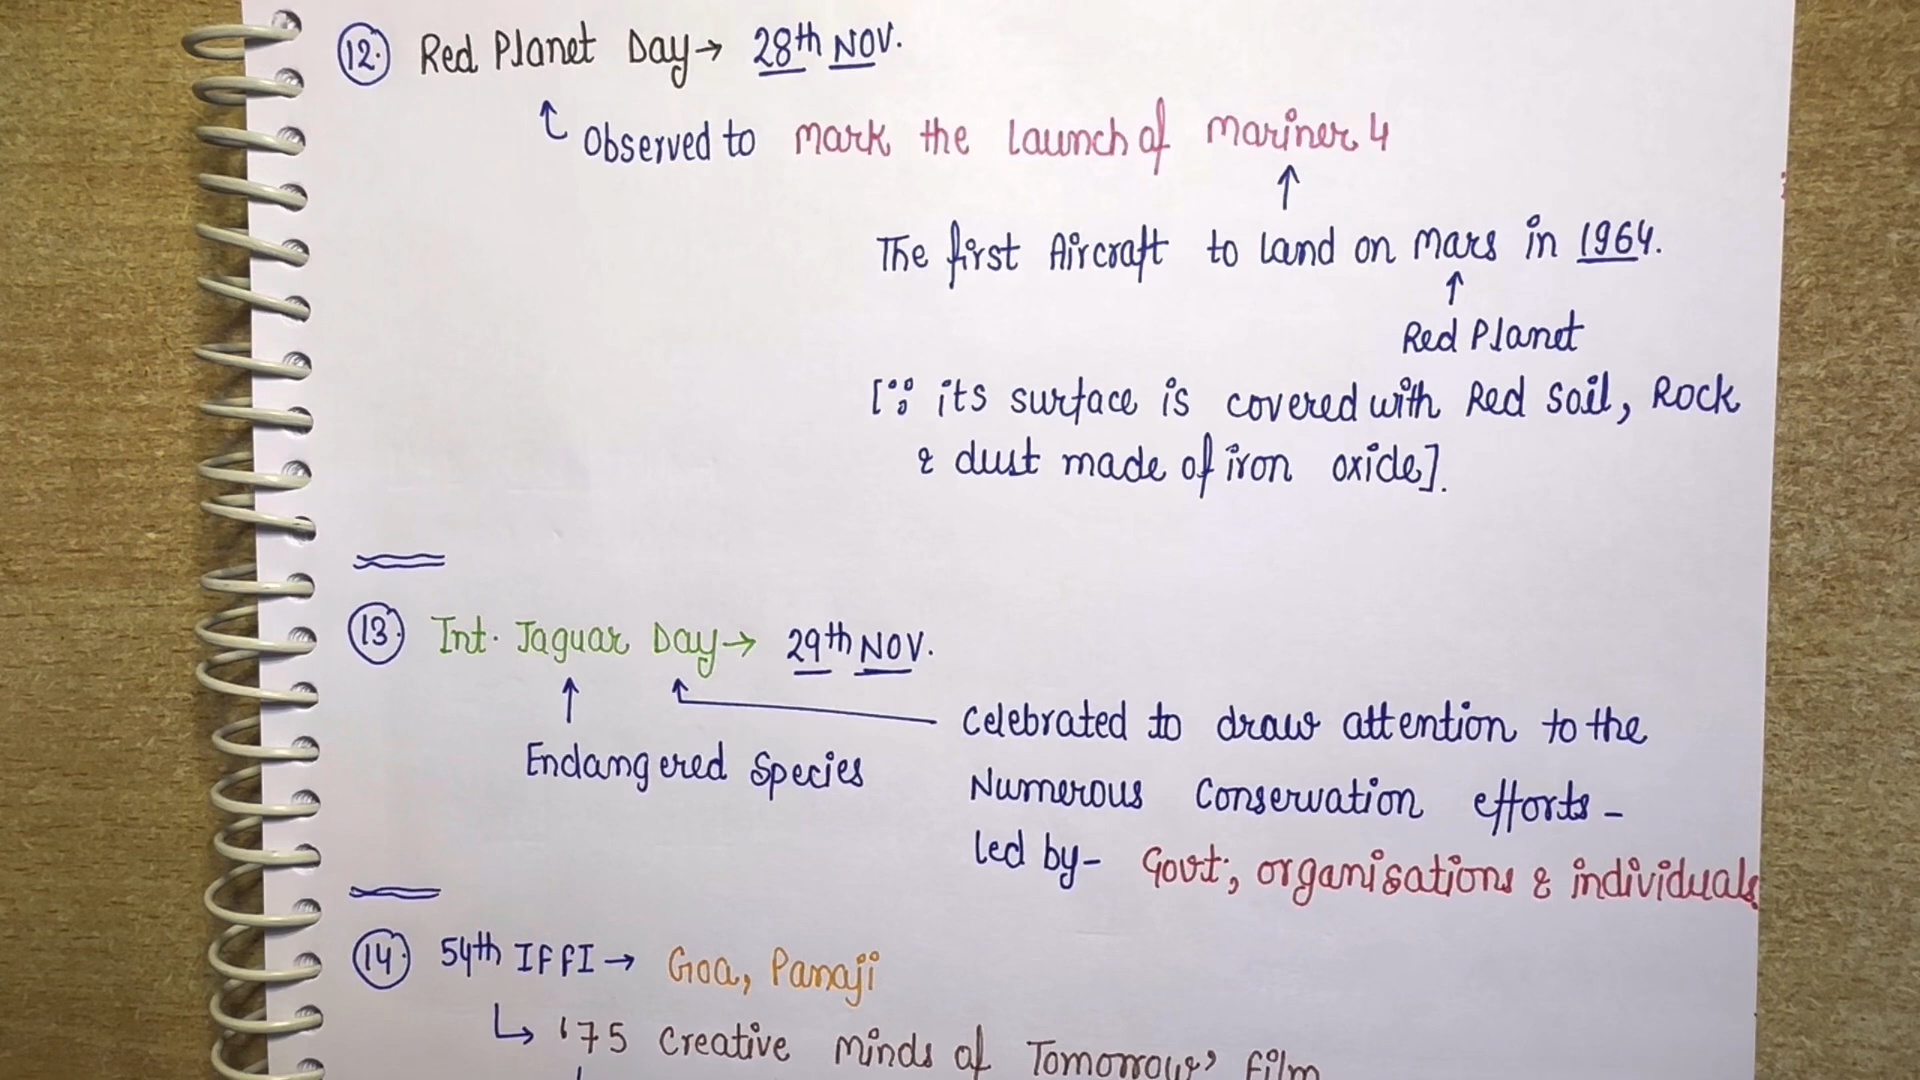 12. Red Planet Day → 28th NOV.
↑ Observed to mark the launch of Mariner 4
↑
The first Aircraft to land on Mars in 1964.
↑
Red Planet
[∵ its surface is covered with Red soil, Rock
& dust made of iron oxide].
13. Int. Jaguar Day → 29th NOV.
Celebrated to draw attention to the
Endangered Species
Numerous Conservation efforts -
led by- Govt:, organisations & individuals.
14. 54th IFFI → Goa, Panaji
↳ '75 Creative minds of Tomorrow' film